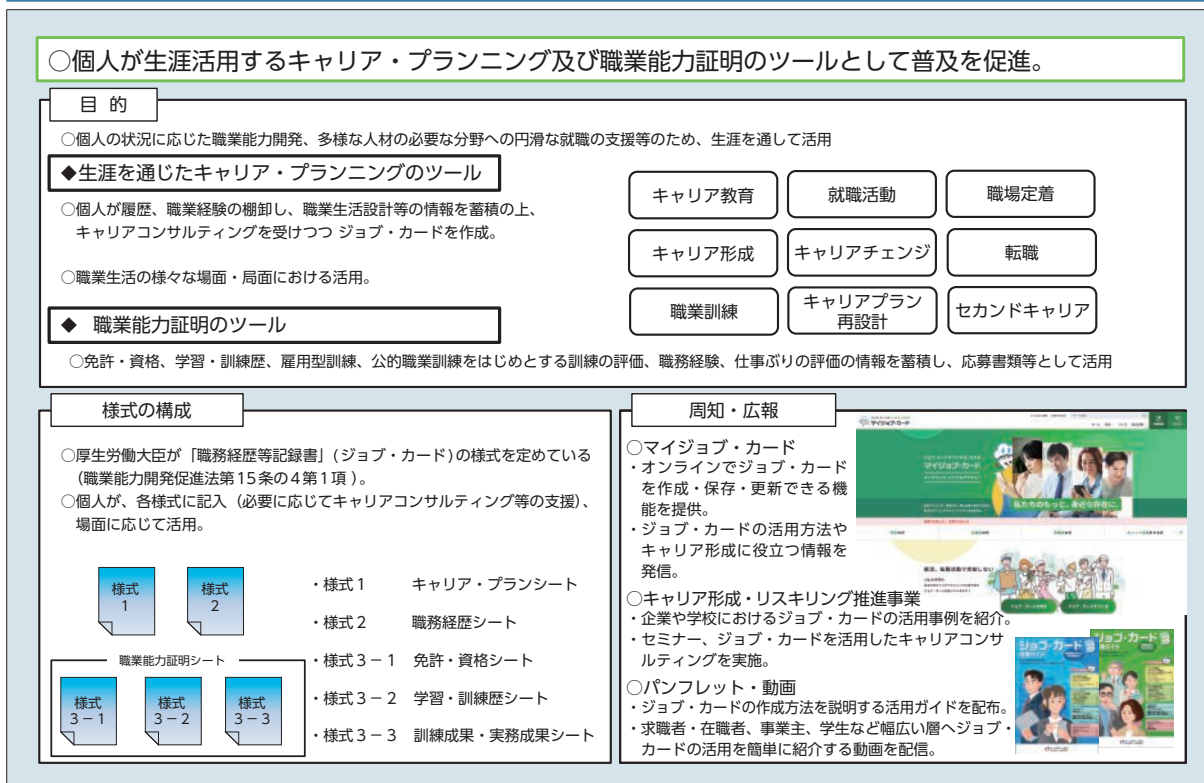 ○個人が生涯活用するキャリア・プランニング及び職業能力証明のツールとして普及を促進。
目 的
○個人の状況に応じた職業能力開発、多様な人材の必要な分野への円滑な就職の支援等のため、生涯を通して活用
◆生涯を通じたキャリア・プランニングのツール
○個人が履歴、職業経験の棚卸し、職業生活設計等の情報を蓄積の上、
キャリアコンサルティングを受けつつ ジョブ・カードを作成。
○職業生活の様々な場面・局面における活用。
キャリア教育
就職活動
職場定着
キャリア形成
キャリアチェンジ
転職
職業訓練
キャリアプラン
再設計
セカンドキャリア
◆ 職業能力証明のツール
○免許・資格、学習・訓練歴、雇用型訓練、公的職業訓練をはじめとする訓練の評価、職務経験、仕事ぶりの評価の情報を蓄積し、応募書類等として活用
様式の構成
○厚生労働大臣が「職務経歴等記録書」(ジョブ・カード)の様式を定めている
(職業能力開発促進法第15条の4第1項)。
○個人が、各様式に記入(必要に応じてキャリアコンサルティング等の支援)、
場面に応じて活用。
様式
1
様式
2
職業能力証明シート
様式
3－1
様式
3－2
様式
3－3
・様式1 キャリア・プランシート
・様式2 職務経歴シート
・様式3－1 免許・資格シート
・様式3－2 学習・訓練歴シート
・様式3－3 訓練成果・実務成果シート
周知・広報
○マイジョブ・カード
・オンラインでジョブ・カード
を作成・保存・更新できる機
能を提供。
・ジョブ・カードの活用方法や
キャリア形成に役立つ情報を
発信。
○キャリア形成・リスキリング推進事業
・企業や学校におけるジョブ・カードの活用事例を紹介。
・セミナー、ジョブ・カードを活用したキャリアコンサ
ルティングを実施。
○パンフレット・動画
・ジョブ・カードの作成方法を説明する活用ガイドを配布。
・求職者・在職者、事業主、学生など幅広い層へジョブ・
カードの活用を簡単に紹介する動画を配信。
マイジョブ・カード
マイジョブ・カード
私たちのもっと、身近な存在に。
ジョブ・カード
活用ガイド
ジョブ・カード